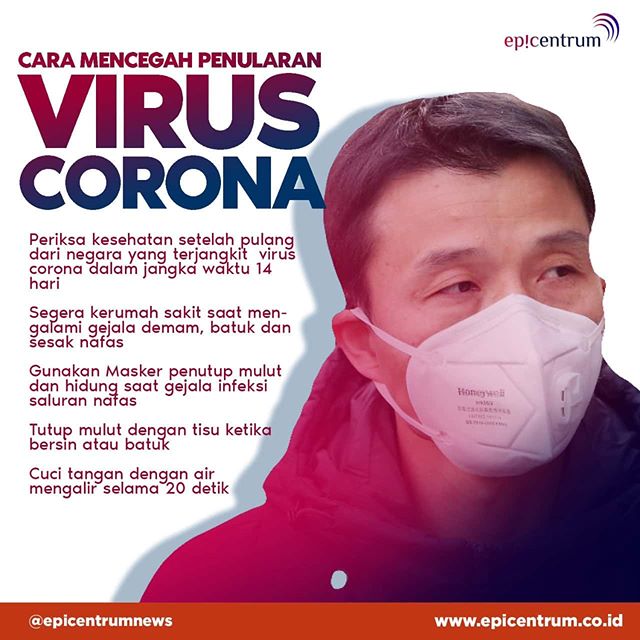 ep!centrum
CARA MENCEGAH PENULARAN
VIRUS
CORONA
Periksa kesehatan setelah pulang
dari negara yang terjangkit virus
corona dalam jangka waktu 14
hari
Segera kerumah sakit saat men-
galami gejala demam, batuk dan
sesak nafas
Gunakan Masker penutup mulut
dan hidung saat gejala infeksi
saluran nafas
Tutup mulut dengan tisu ketika
bersin atau batuk
Cuci tangan dengan air
mengalir selama 20 detik
Honeywell
@epicentrumnews
www.epicentrum.co.id